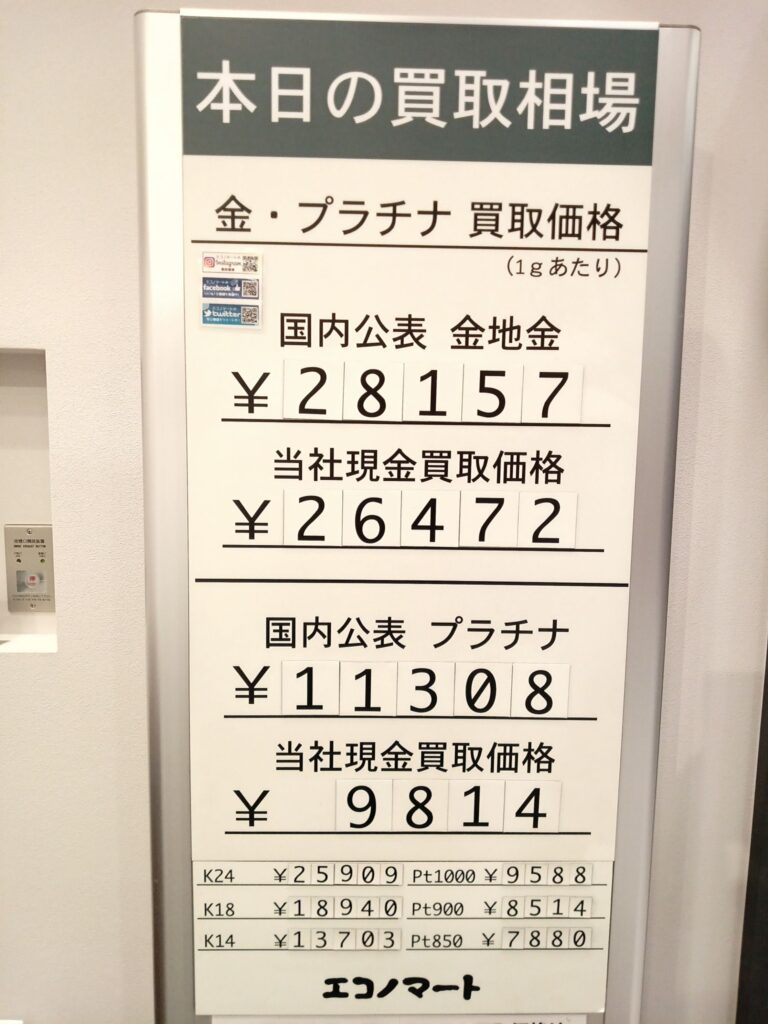 本日の買取相場
金・プラチナ 買取価格
(1gあたり)
Instagram
facebook
twitter
国内公表 金地金
¥28157
当社現金買取価格
¥26472
国内公表 プラチナ
¥11308
当社現金買取価格
¥9814
K24 ¥25909 Pt1000 ¥9588
K18 ¥18940 Pt900 ¥8514
K14 ¥13703 Pt850 ¥7880
エコノマート